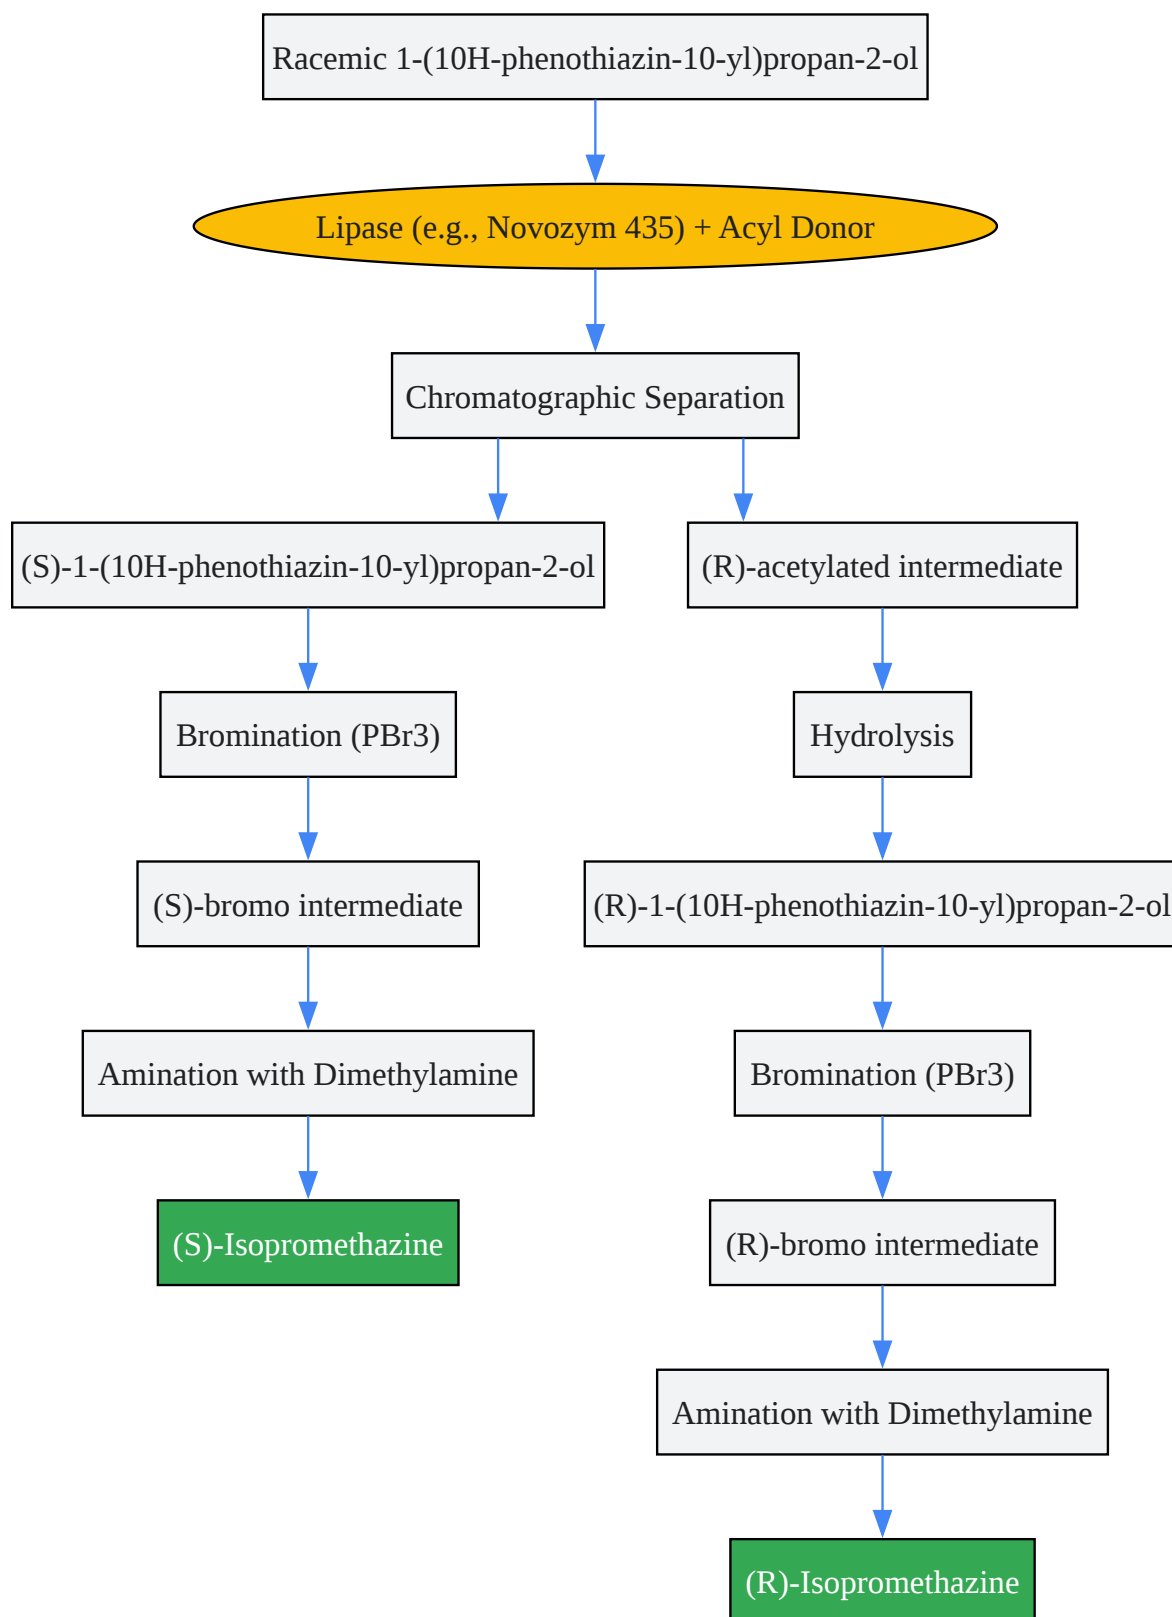 Racemic 1-(10H-phenothiazin-10-yl)propan-2-ol
Lipase (e.g., Novozym 435) + Acyl Donor
Chromatographic Separation
(S)-1-(10H-phenothiazin-10-yl)propan-2-ol
(R)-acetylated intermediate
Bromination (PBr3)
Hydrolysis
(S)-bromo intermediate
(R)-1-(10H-phenothiazin-10-yl)propan-2-ol
Amination with Dimethylamine
Bromination (PBr3)
(S)-Isopromethazine
(R)-bromo intermediate
Amination with Dimethylamine
(R)-Isopromethazine